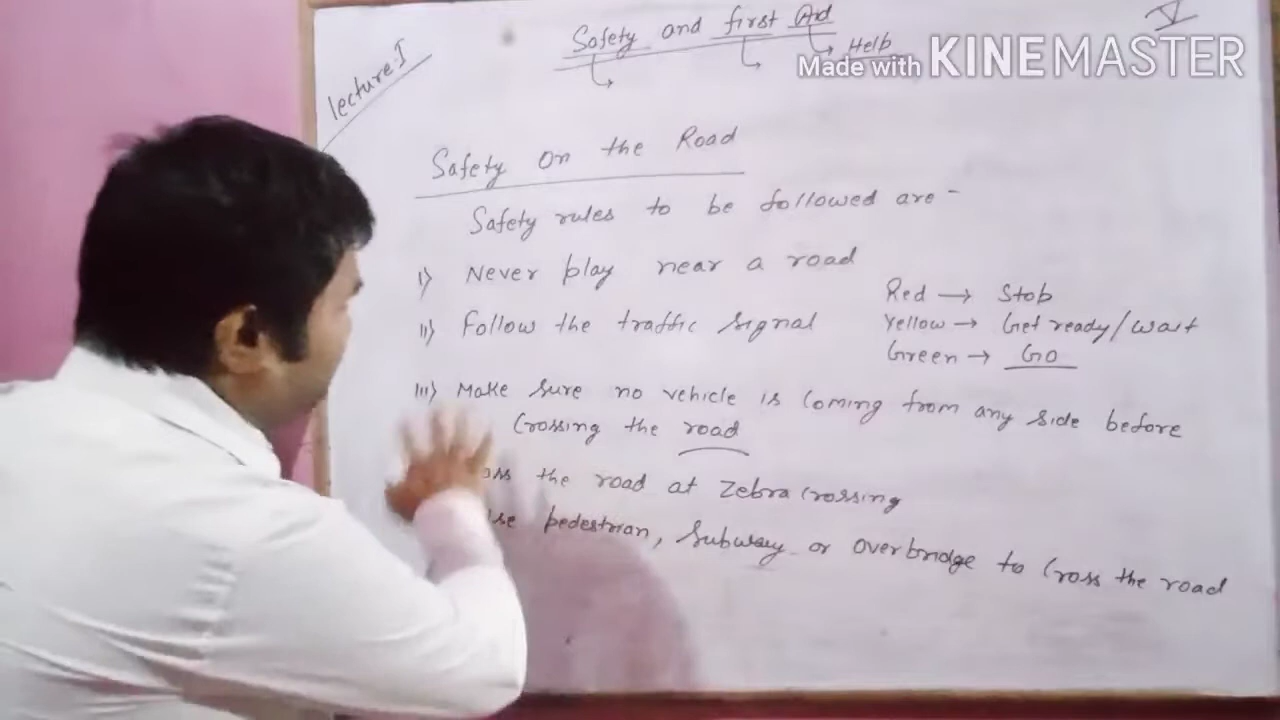 Safety and first Aid
V
Help
Made with KINEMASTER
lecture-I
Safety On the Road
Safety rules to be followed are -
I) Never play near a road
II) Follow the traffic signal
Red → Stop
Yellow → Get ready/wait
Green → GO
III) Make sure no vehicle is Coming from any side before
Crossing the road
the road at Zebra Crossing
pedestrian, Subway or overbridge to Cross the road